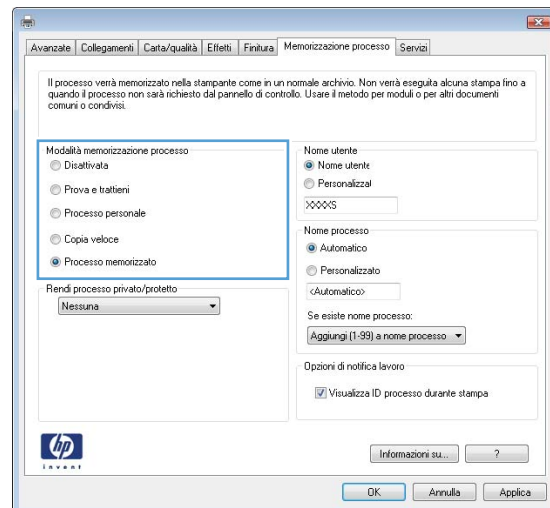 Avanzate Collegamenti Carta/qualità Effetti Finitura Memorizzazione processo Servizi
Il processo verrà memorizzato nella stampante come in un normale archivio. Non verrà eseguita alcuna stampa fino a
quando il processo non sarà richiesto dal pannello di controllo. Usare il metodo per moduli o per altri documenti
comuni o condivisi.
Modalità memorizzazione processo
Disattivata
Prova e trattieni
Processo personale
Copia veloce
Processo memorizzato
Rendi processo privato/protetto
Nessuna
Nome utente
Nome utente
Personalizzat
XXXXS
Nome processo
Automatico
Personalizzato
<Automatico>
Se esiste nome processo:
Aggiungi (1-99) a nome processo
Opzioni di notifica lavoro
Visualizza ID processo durante stampa
hp
invent
Informazioni su... ?
OK Annulla Applica